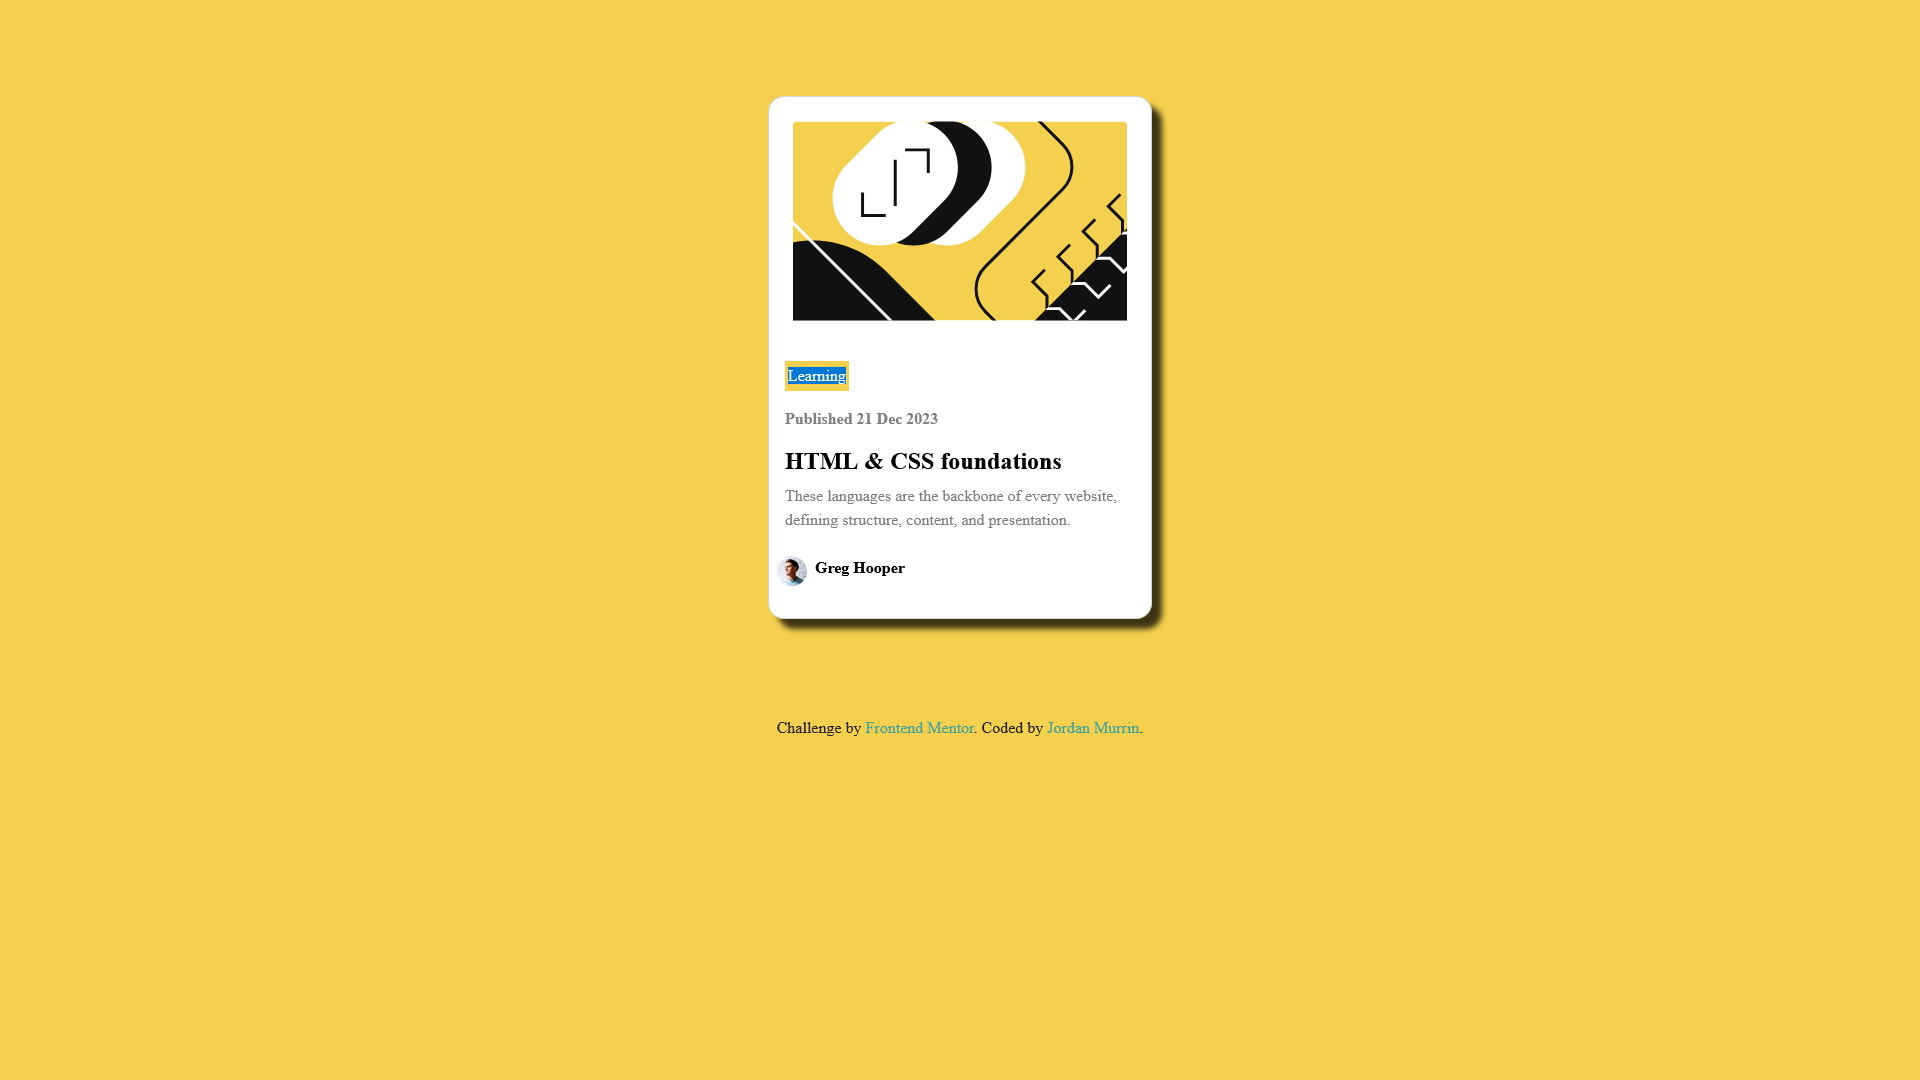 Learning
Published 21 Dec 2023
HTML & CSS foundations
These languages are the backbone of every website,
defining structure, content, and presentation.
Greg Hooper
Challenge by Frontend Mentor. Coded by Jordan Murrin.